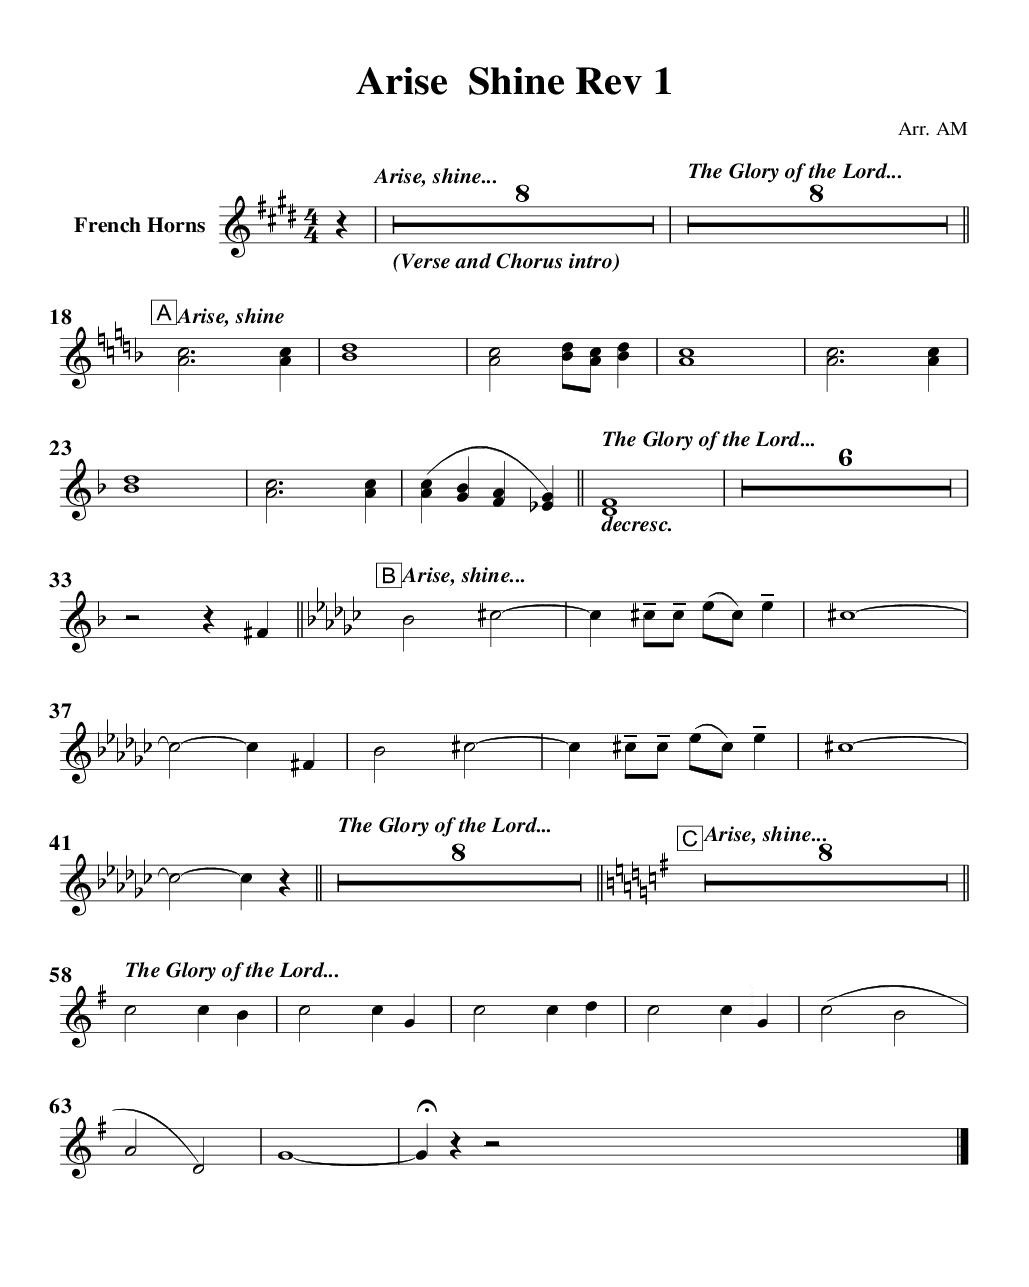 Arise  Shine Rev 1
Arr. AM
Arise, shine...
The Glory of the Lord...
8
8
French Horns
4
4
(Verse and Chorus intro)
18
A Arise, shine
23
The Glory of the Lord...
6
decresc.
33
B Arise, shine...
37
41
The Glory of the Lord...
8
C Arise, shine...
8
58
The Glory of the Lord...
63